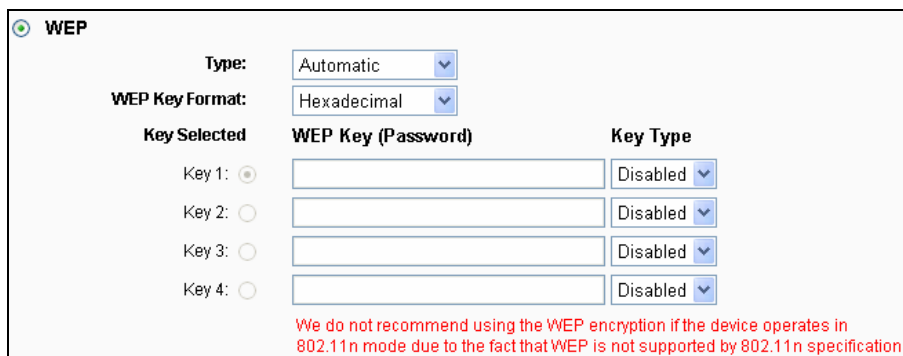 WEP
Type: Automatic
WEP Key Format: Hexadecimal
Key Selected WEP Key (Password) Key Type
Key 1: Disabled
Key 2: Disabled
Key 3: Disabled
Key 4: Disabled
We do not recommend using the WEP encryption if the device operates in
802.11n mode due to the fact that WEP is not supported by 802.11n specification